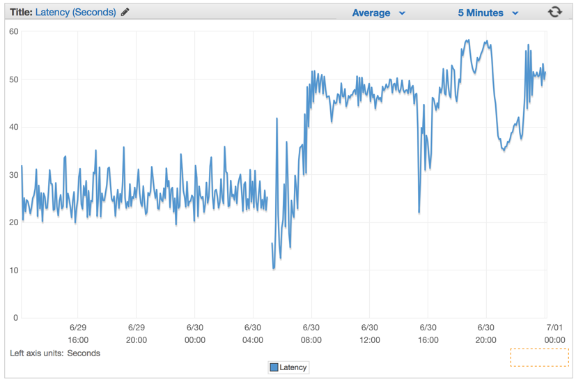 Title: Latency (Seconds) Average 5 Minutes
60
50
40
30
20
10
0
6/29 6/29 6/30 6/30 6/30 6/30 6/30 6/30 7/01
16:00 20:00 00:00 04:00 08:00 12:00 16:00 20:00 00:00
Left axis units: Seconds
Latency